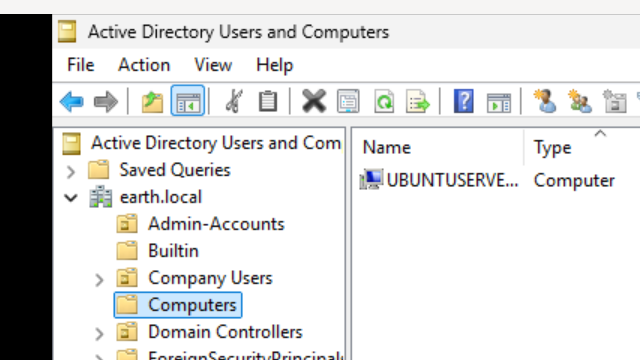 Active Directory Users and Computers
File Action View Help
Active Directory Users and Com
Saved Queries
earth.local
Admin-Accounts
Builtin
Company Users
Computers
Domain Controllers
ForeignSecurityPrincipals
Name Type
UBUNTUSERVE... Computer